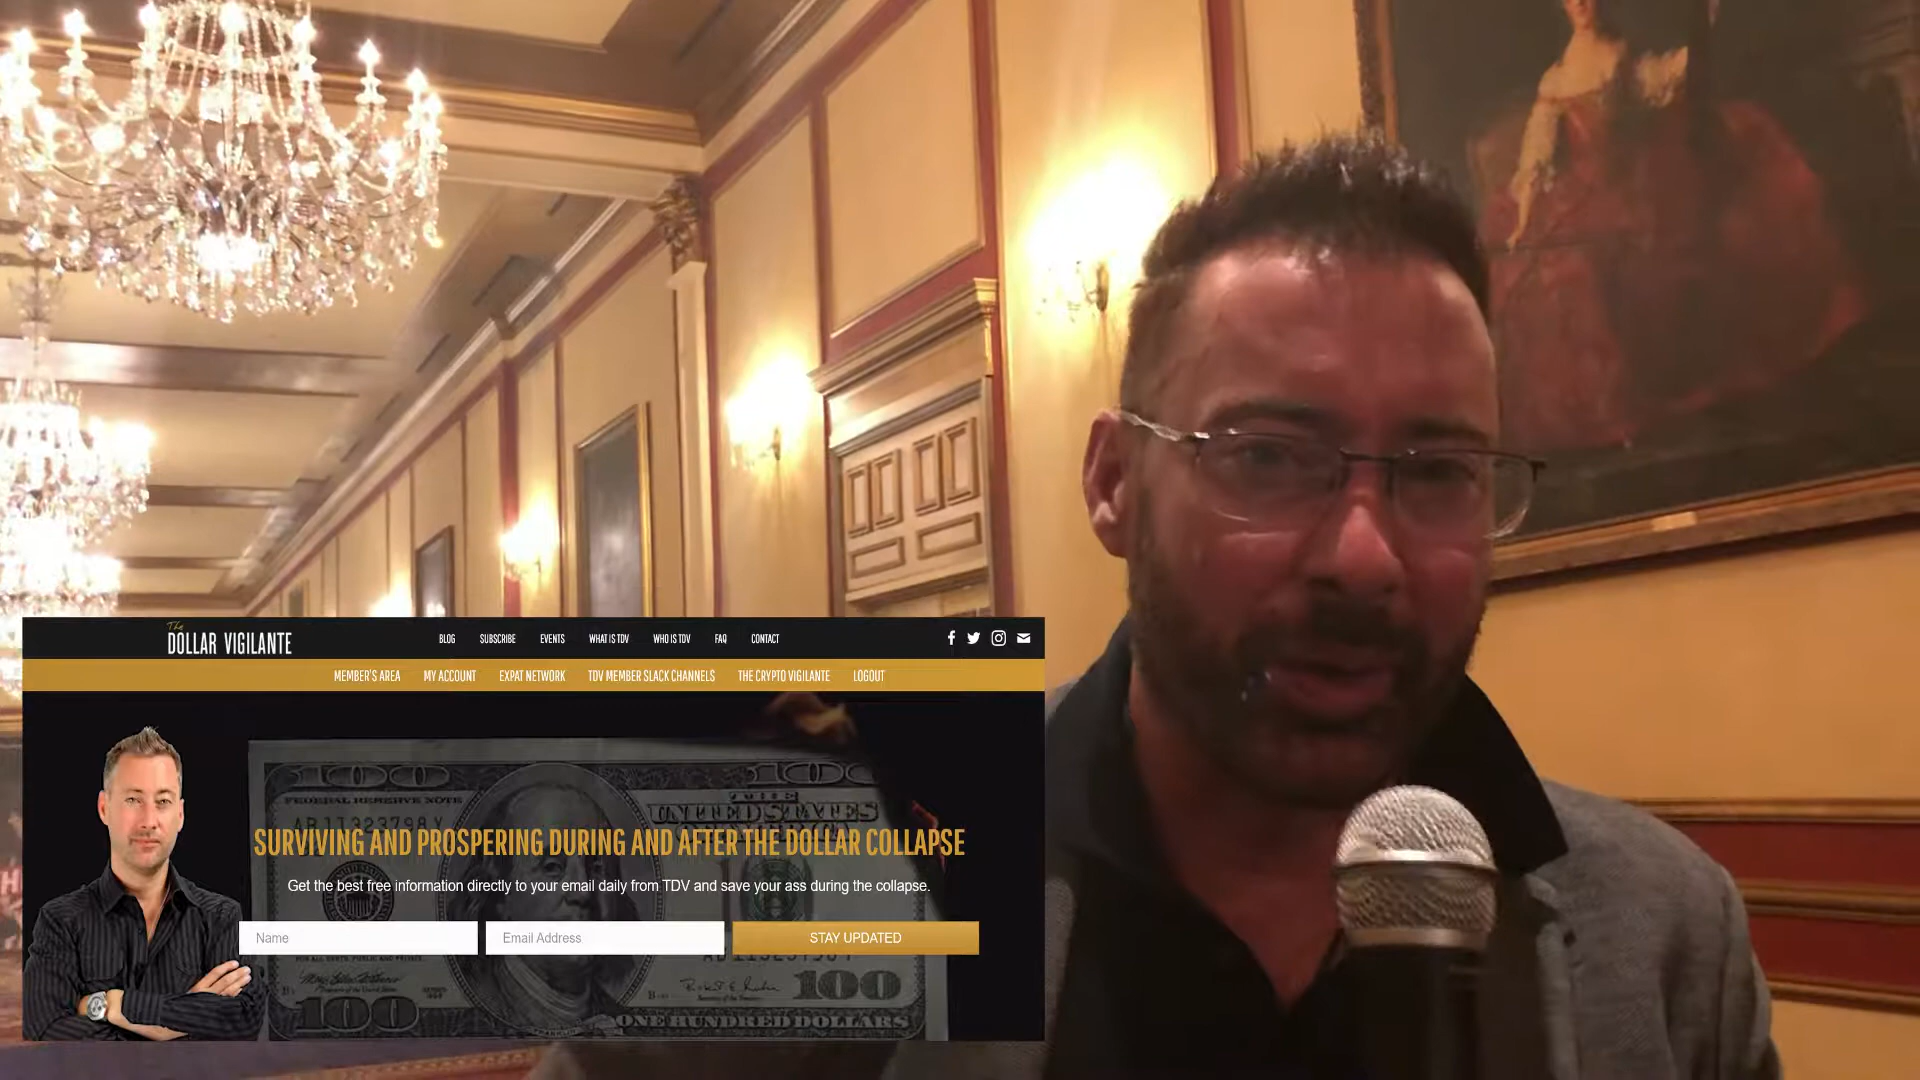 The
DOLLAR VIGILANTE
BLOG SUBSCRIBE EVENTS WHAT IS TDV WHO IS TDV FAQ CONTACT
MEMBER'S AREA MY ACCOUNT EXPAT NETWORK TDV MEMBER SLACK CHANNELS THE CRYPTO VIGILANTE LOGOUT
100 100
FEDERAL RESERVE NOTE
THE
UNITED STATES
AB11323798Y
SURVIVING AND PROSPERING DURING AND AFTER THE DOLLAR COLLAPSE
Get the best free information directly to your email daily from TDV and save your ass during the collapse.
Name Email Address STAY UPDATED
100 100
ONE HUNDRED DOLLARS